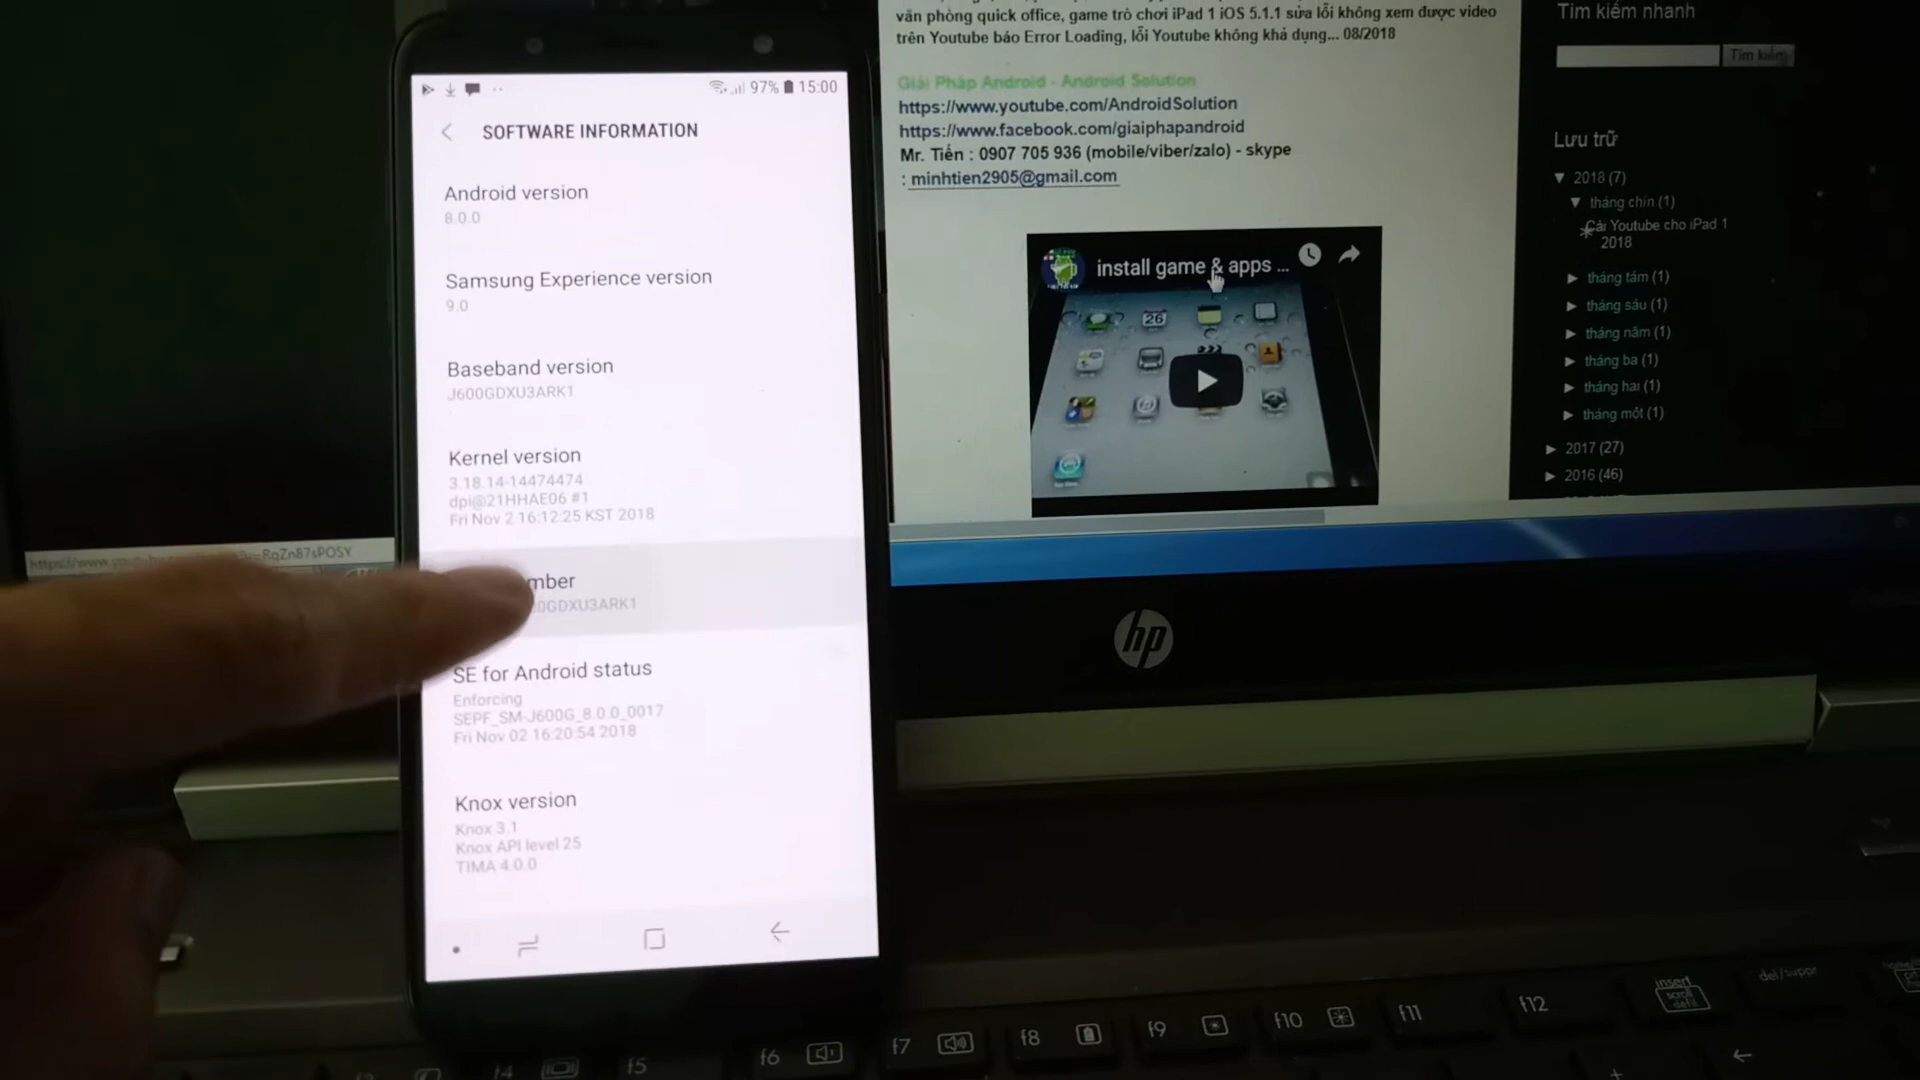 97% 15:00
SOFTWARE INFORMATION
Android version
8.0.0
Samsung Experience version
9.0
Baseband version
J600GDXU3ARK1
Kernel version
3.18.14-14474474
dpi@21HHAE06 #1
Fri Nov 2 16:12:25 KST 2018
mber
0GDXU3ARK1
SE for Android status
Enforcing
SEPF_SM-J600G_8.0.0_0017
Fri Nov 02 16:20:54 2018
Knox version
Knox 3.1
Knox API level 25
TIMA 4.0.0
văn phòng quick office, game trò chơi iPad 1 iOS 5.1.1 sửa lỗi không xem được video
trên Youtube báo Error Loading, lỗi Youtube không khả dụng... 08/2018
Giải Pháp Android - Android Solution
https://www.youtube.com/AndroidSolution
https://www.facebook.com/giaiphapandroid
Mr. Tiến : 0907 705 936 (mobile/viber/zalo) - skype
: minhtien2905@gmail.com
install game & apps ...
26
Tìm kiếm nhanh
Tìm kiếm
Lưu trữ
▼ 2018 (7)
▼ tháng chín (1)
Cài Youtube cho iPad 1
2018
► tháng tám (1)
► tháng sáu (1)
► tháng năm (1)
► tháng ba (1)
► tháng hai (1)
► tháng một (1)
► 2017 (27)
► 2016 (46)
hp
f4
f5
f6
f7
f8
f9
f10
f11
f12
insert
scroll
del/suppr